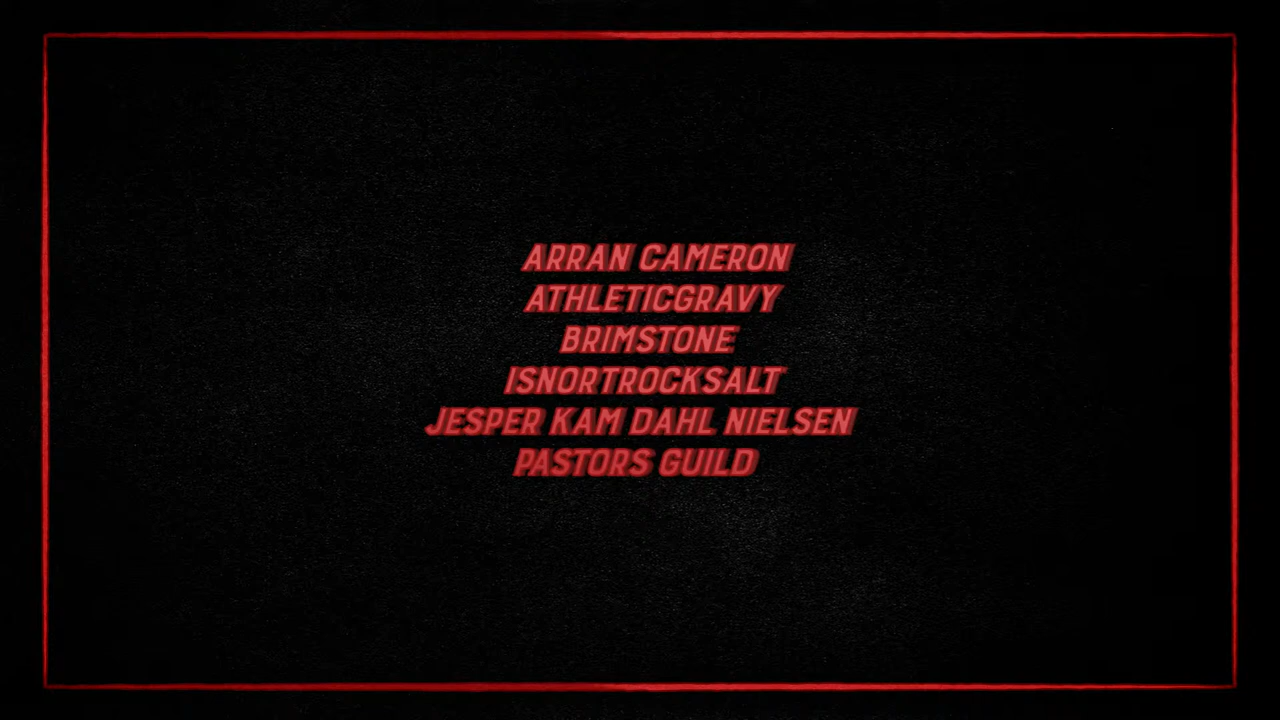 ARRAN CAMERON
ATHLETICGRAVY
BRIMSTONE
ISNORTROCKSALT
JESPER KAM DAHL NIELSEN
PASTORS GUILD